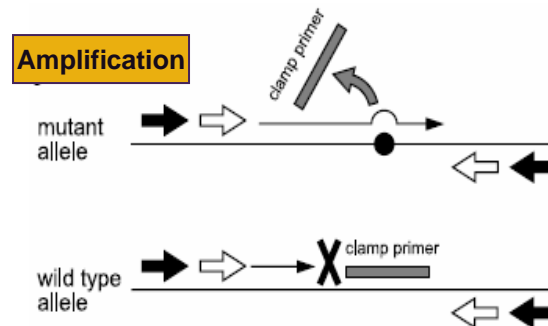 Amplification
clamp primer
mutant
allele
X clamp primer
wild type
allele